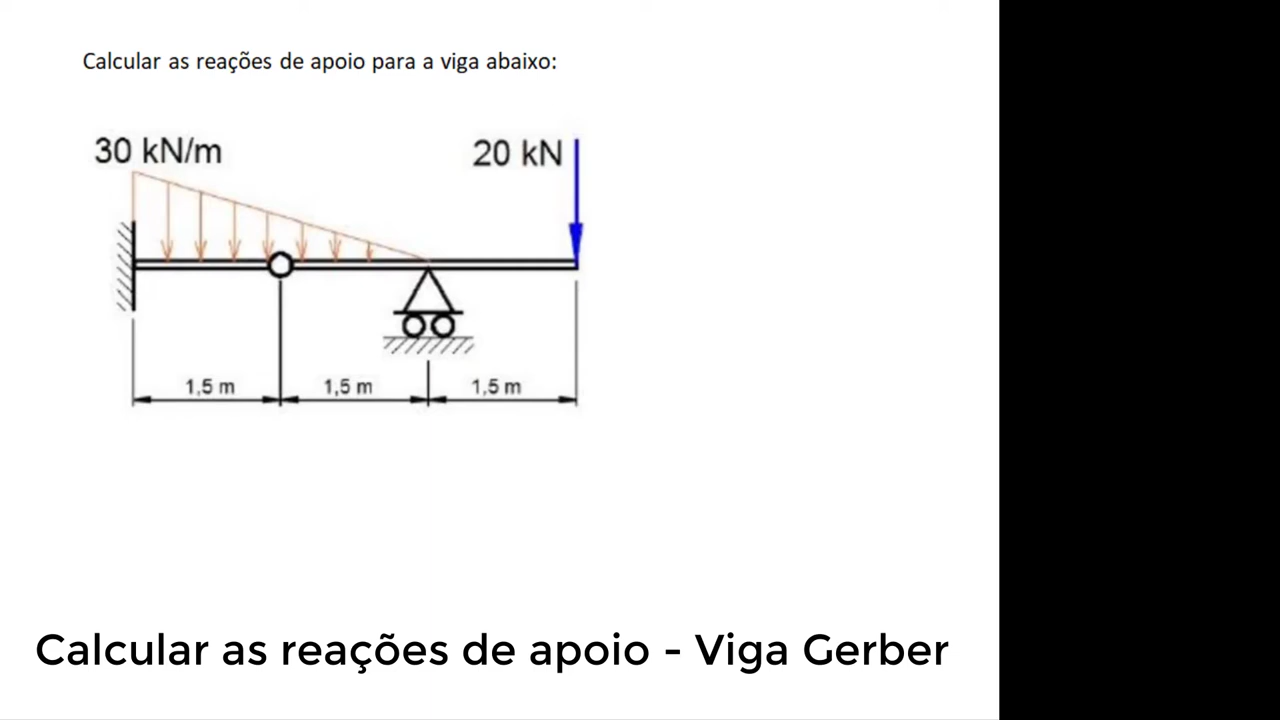 Calcular as reações de apoio para a viga abaixo:
30 kN/m
20 kN
1,5 m
1,5 m
1,5 m
Calcular as reações de apoio - Viga Gerber